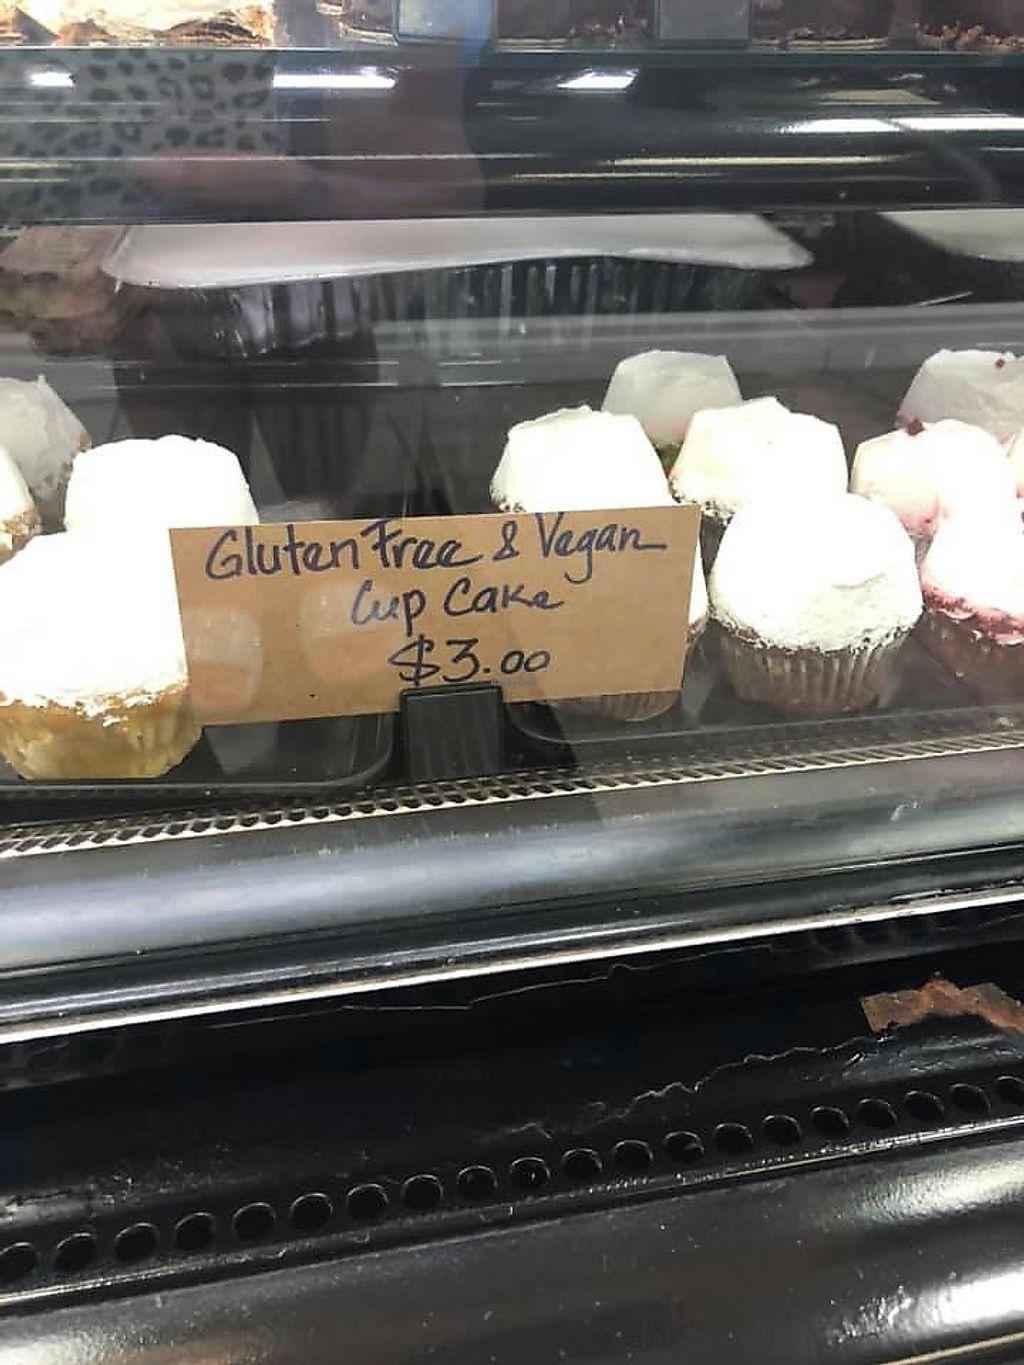 Gluten Free & Vegan
Cup Cake
$3.00